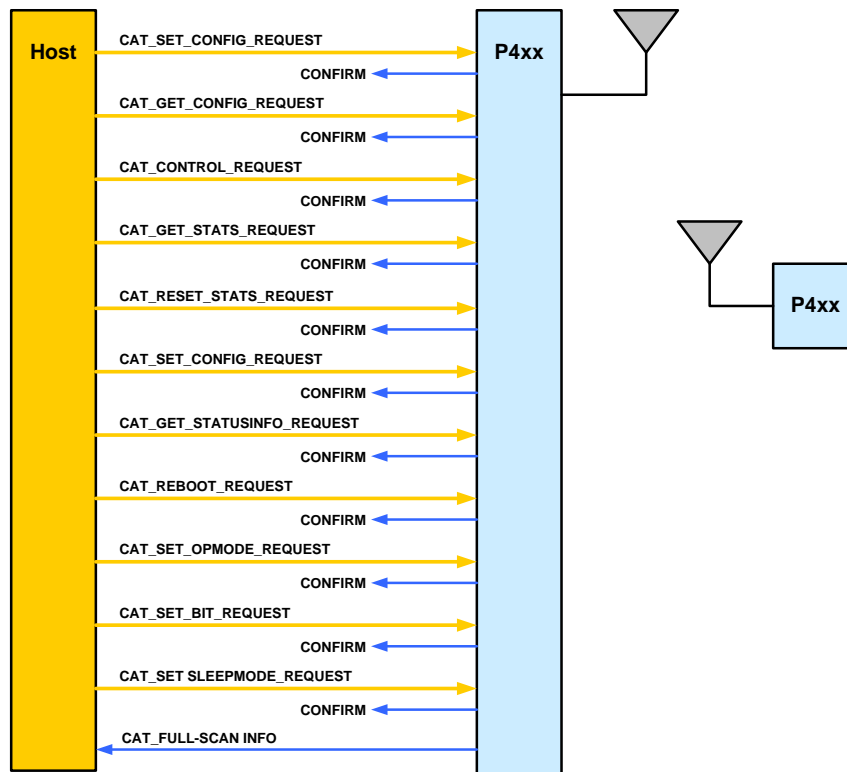 Host
P4xx
CAT_SET_CONFIG_REQUEST
CONFIRM
CAT_GET_CONFIG_REQUEST
CONFIRM
CAT_CONTROL_REQUEST
CONFIRM
CAT_GET_STATS_REQUEST
CONFIRM
CAT_RESET_STATS_REQUEST
CONFIRM
CAT_SET_CONFIG_REQUEST
CONFIRM
CAT_GET_STATUSINFO_REQUEST
CONFIRM
CAT_REBOOT_REQUEST
CONFIRM
CAT_SET_OPMODE_REQUEST
CONFIRM
CAT_SET_BIT_REQUEST
CONFIRM
CAT_SET SLEEPMODE_REQUEST
CONFIRM
CAT_FULL-SCAN INFO
P4xx